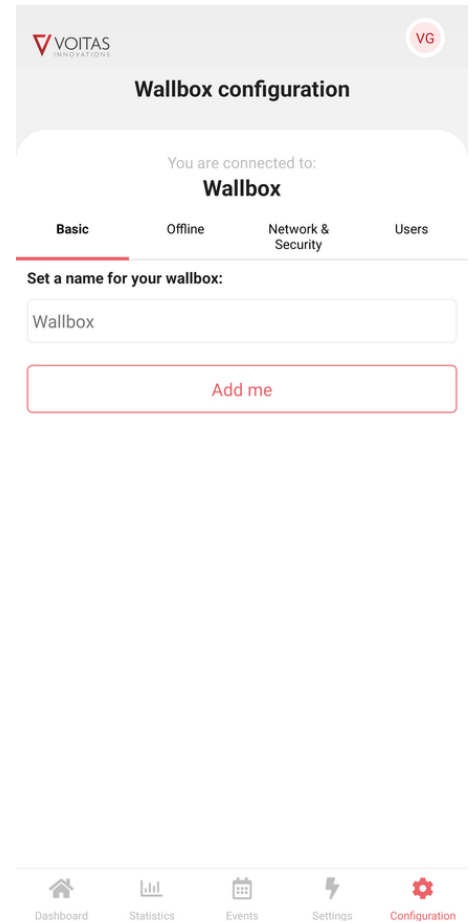 VOITAS
INNOVATIONS
VG
Wallbox configuration
You are connected to:
Wallbox
Basic
Offline
Network &
Security
Users
Set a name for your wallbox:
Wallbox
Add me
Dashboard
Statistics
Events
Settings
Configuration